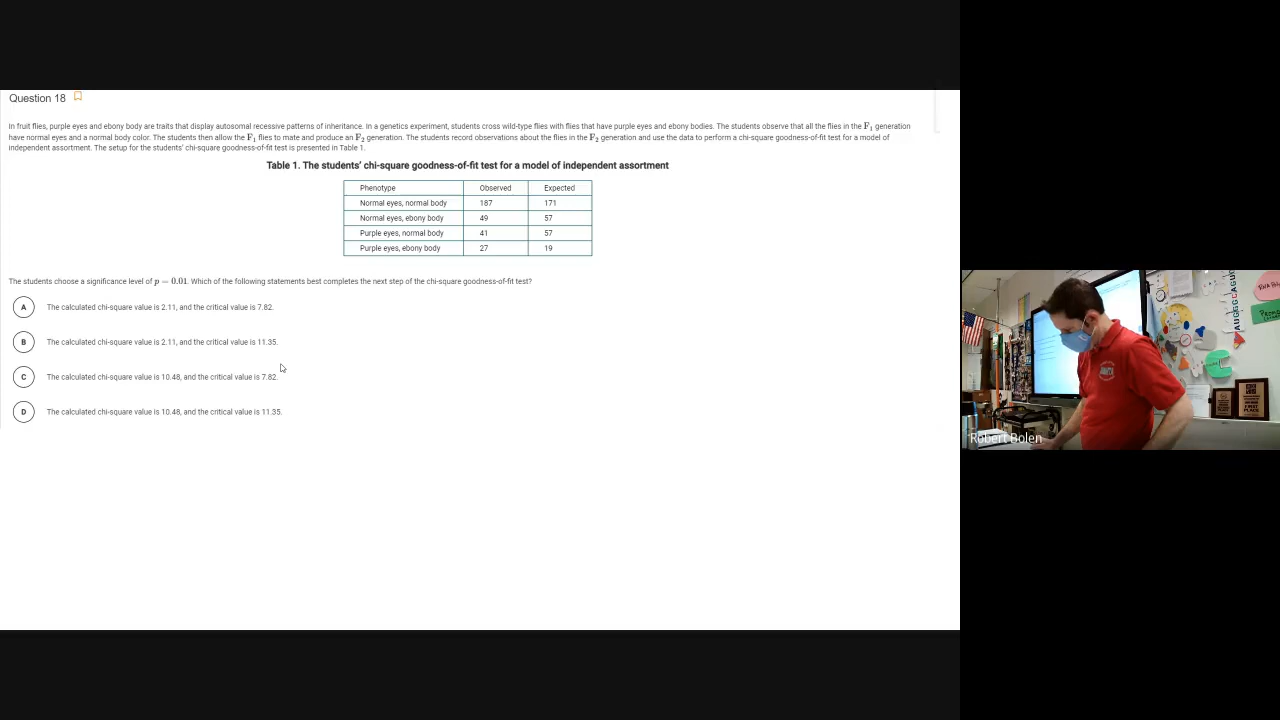 Question 18
In fruit flies, purple eyes and ebony body are traits that display autosomal recessive patterns of inheritance. In a genetics experiment, students cross wild-type flies with flies that have purple eyes and ebony bodies. The students observe that all the flies in the F1 generation
have normal eyes and a normal body color. The students then allow the F1 flies to mate and produce an F2 generation. The students record observations about the flies in the F2 generation and use the data to perform a chi-square goodness-of-fit test for a model of
independent assortment. The setup for the students' chi-square goodness-of-fit test is presented in Table 1.
Table 1. The students' chi-square goodness-of-fit test for a model of independent assortment
Phenotype Observed Expected
Normal eyes, normal body 187 171
Normal eyes, ebony body 49 57
Purple eyes, normal body 41 57
Purple eyes, ebony body 27 19
The students choose a significance level of p = 0.01. Which of the following statements best completes the next step of the chi-square goodness-of-fit test?
A The calculated chi-square value is 2.11, and the critical value is 7.82.
B The calculated chi-square value is 2.11, and the critical value is 11.35.
C The calculated chi-square value is 10.48, and the critical value is 7.82.
D The calculated chi-square value is 10.48, and the critical value is 11.35.
Robert Bolen